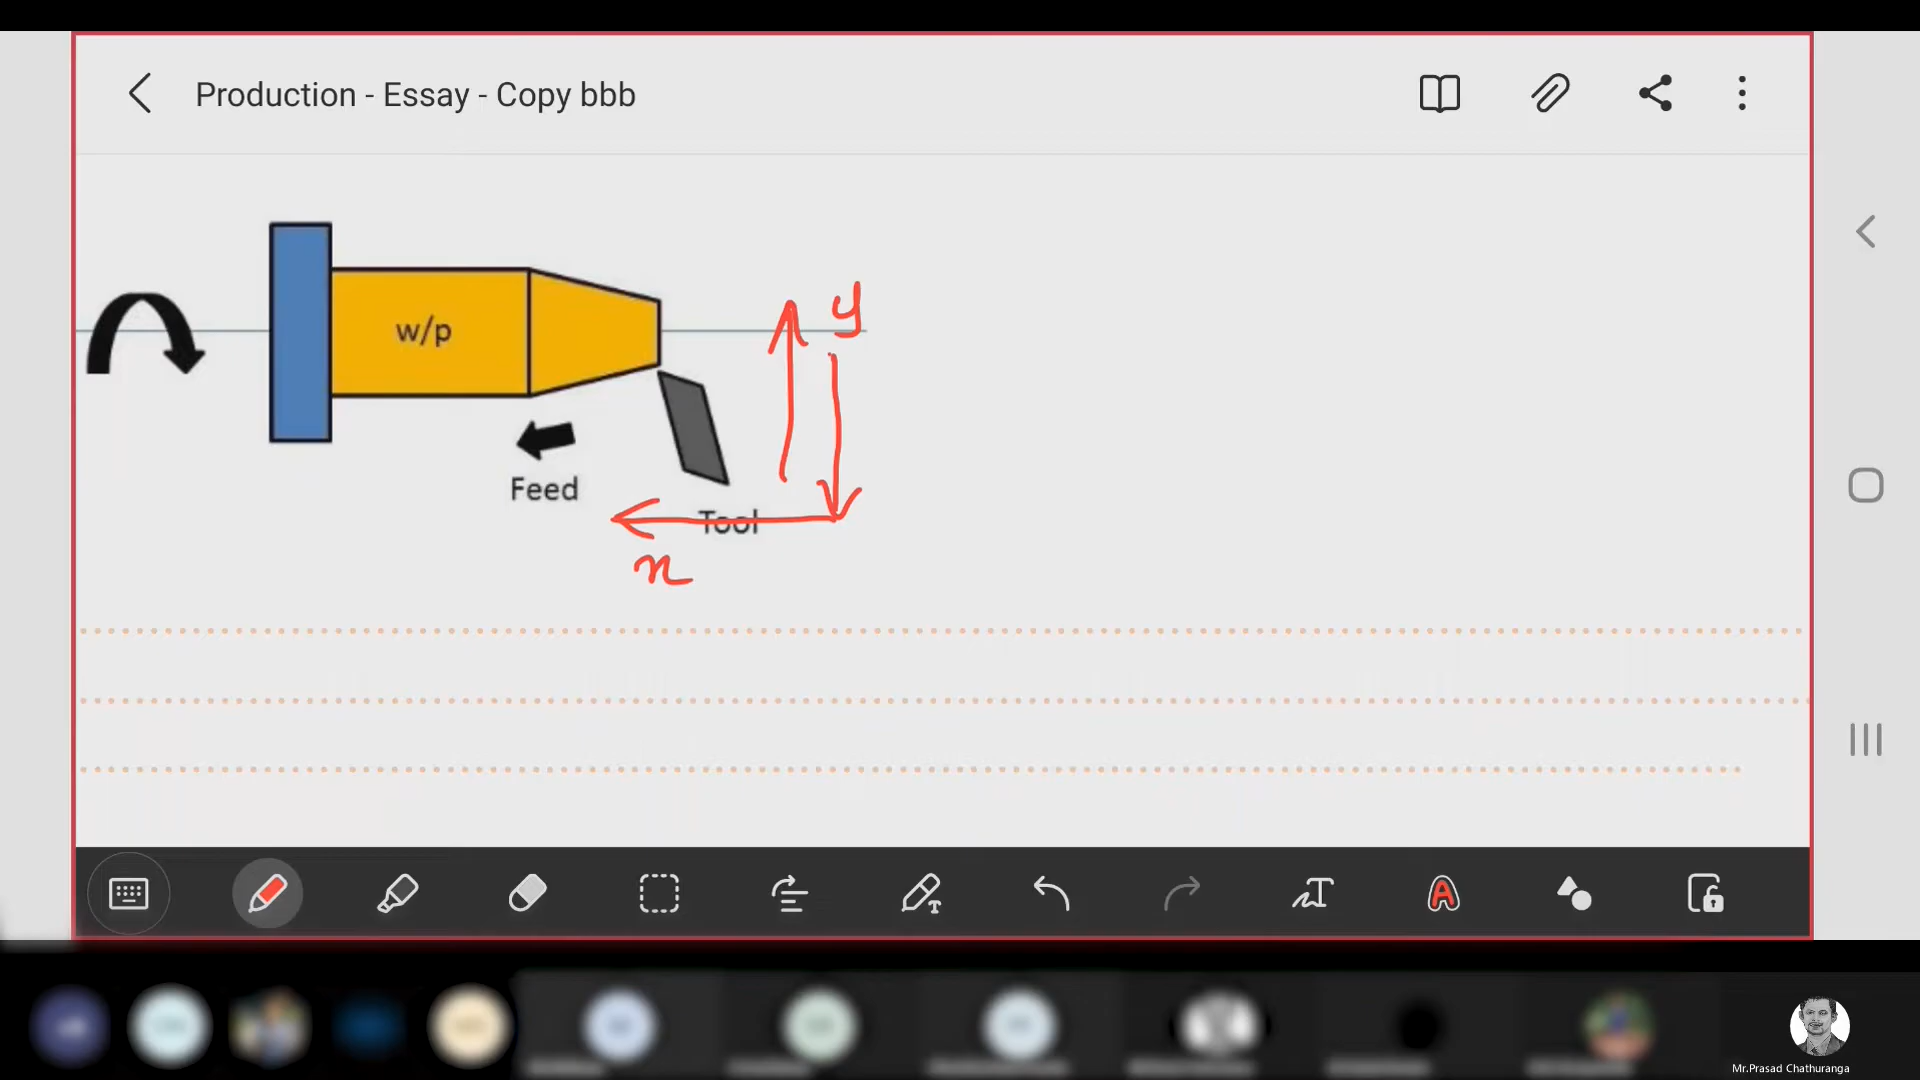 Production - Essay - Copy bbb
w/p
y
Feed
Tool
x
Mr.Prasad Chathuranga